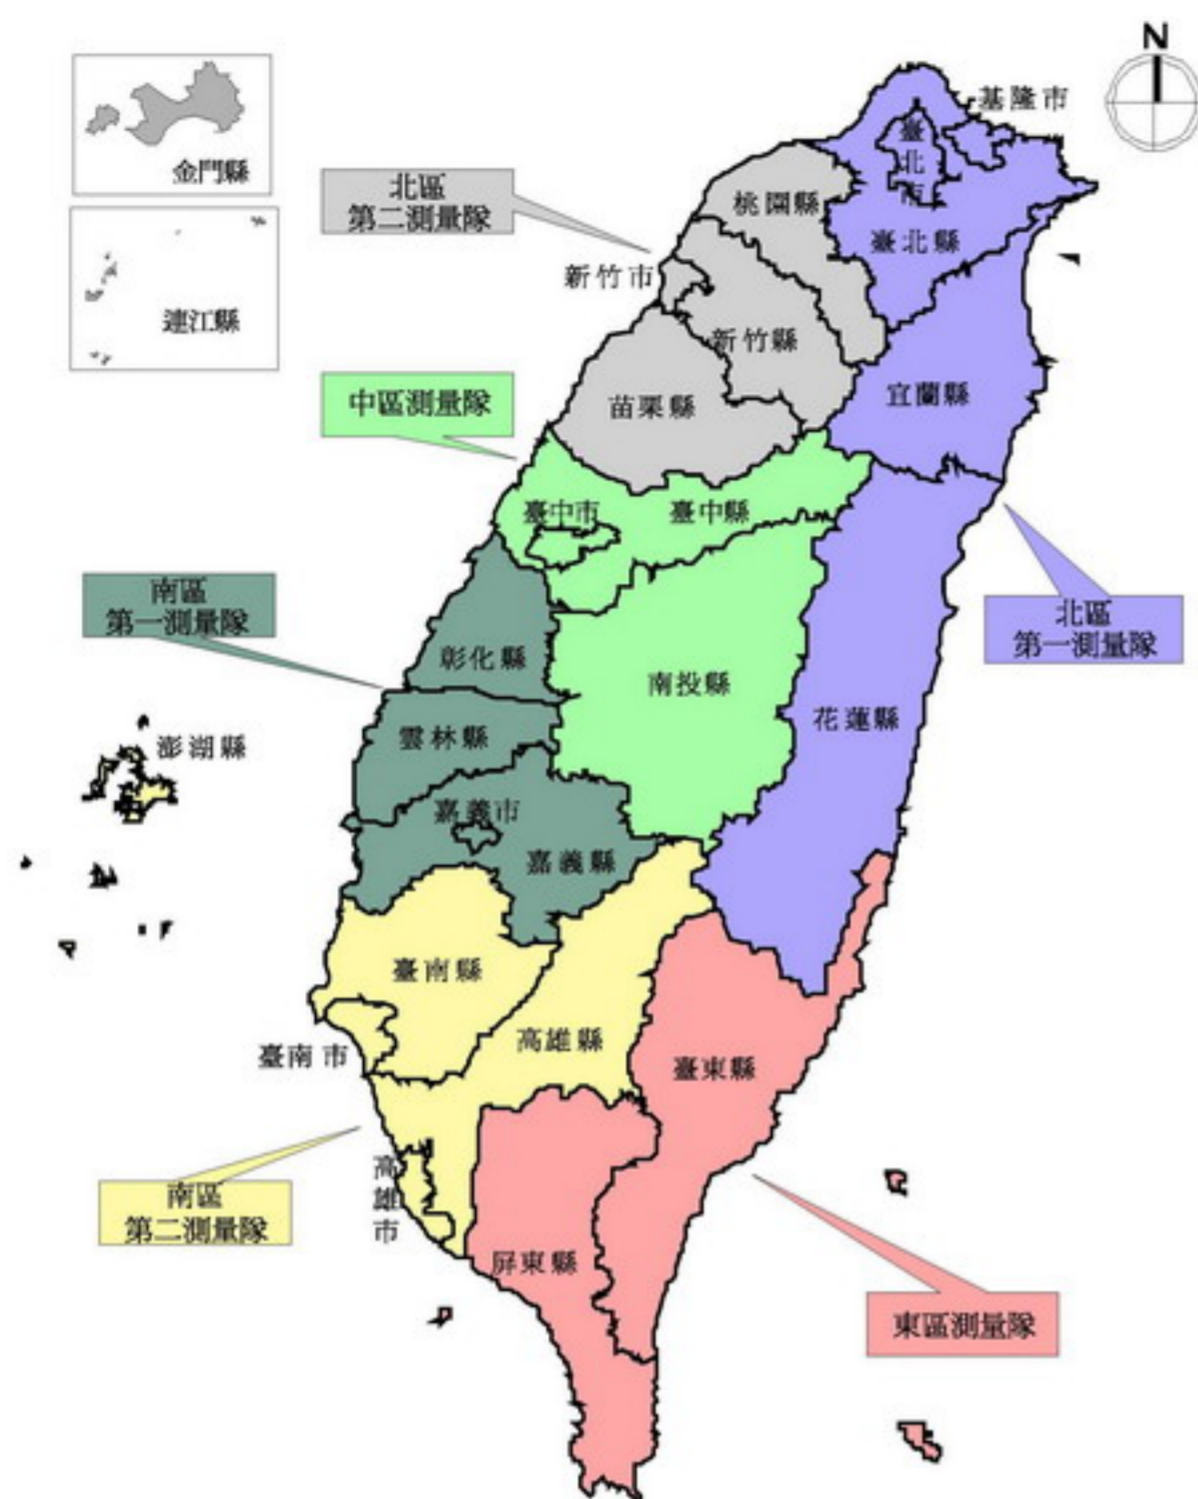 N
基隆市
臺北市
金門縣
北區
第二測量隊
桃園縣
臺北縣
新竹市
連江縣
新竹縣
宜蘭縣
中區測量隊
苗栗縣
臺中市
臺中縣
南區
第一測量隊
北區
第一測量隊
彰化縣
南投縣
花蓮縣
雲林縣
澎湖縣
嘉義市
嘉義縣
臺南縣
高雄縣
臺南市
臺東縣
高雄市
南區
第二測量隊
屏東縣
東區測量隊